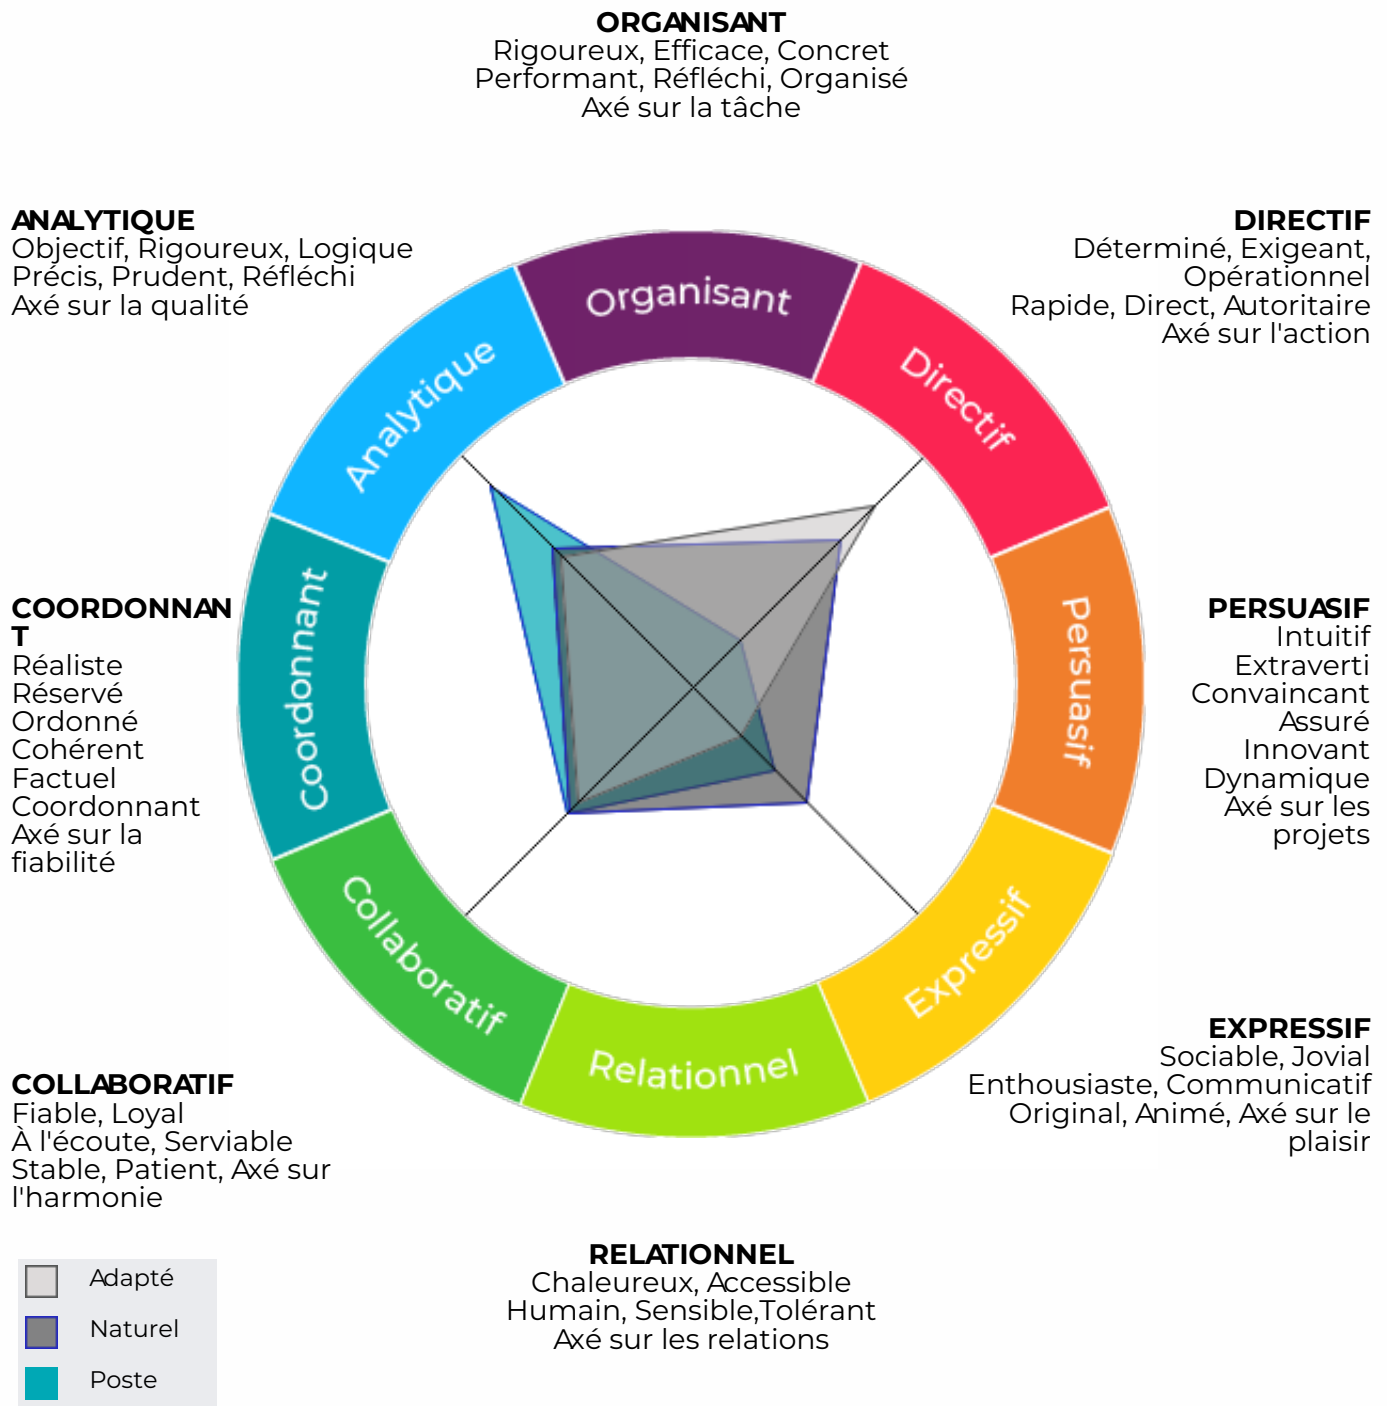 ORGANISANT
Rigoureux, Efficace, Concret
Performant, Réfléchi, Organisé
Axé sur la tâche
ANALYTIQUE
Objectif, Rigoureux, Logique
Précis, Prudent, Réfléchi
Axé sur la qualité
DIRECTIF
Déterminé, Exigeant,
Opérationnel
Rapide, Direct, Autoritaire
Axé sur l'action
Organisant
Directif
Persuasif
Expressif
Relationnel
Collaboratif
Coordonnant
Analytique
COORDONNAN
T
Réaliste
Réservé
Ordonné
Cohérent
Factuel
Coordonnant
Axé sur la
fiabilité
PERSUASIF
Intuitif
Extraverti
Convaincant
Assuré
Innovant
Dynamique
Axé sur les
projets
EXPRESSIF
Sociable, Jovial
Enthousiaste, Communicatif
Original, Animé, Axé sur le
plaisir
COLLABORATIF
Fiable, Loyal
À l'écoute, Serviable
Stable, Patient, Axé sur
l'harmonie
RELATIONNEL
Chaleureux, Accessible
Humain, Sensible,Tolérant
Axé sur les relations
Adapté
Naturel
Poste